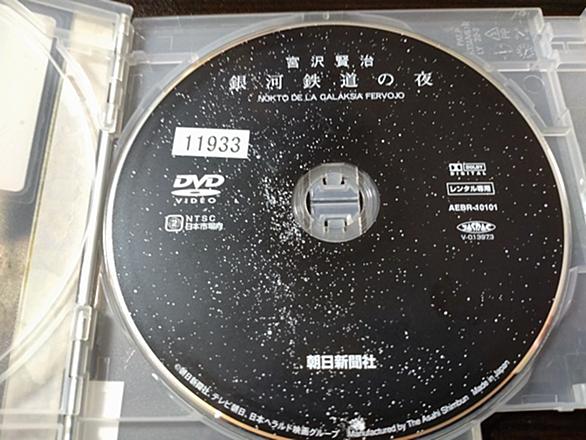 宮沢賢治
銀河鉄道の夜
NOKTO DE LA GALAKSIA FERVOJO
11933
DVD
VIDEO
NTSC
2 日本市場向
DOLBY
DIGITAL
レンタル専用
AEBR-10101
JASRAC
V-013973
朝日新聞社
©朝日新聞社、テレビ朝日、日本ヘラルド映画グループ Manufactured by The Asahi Shimbun Made in Japan